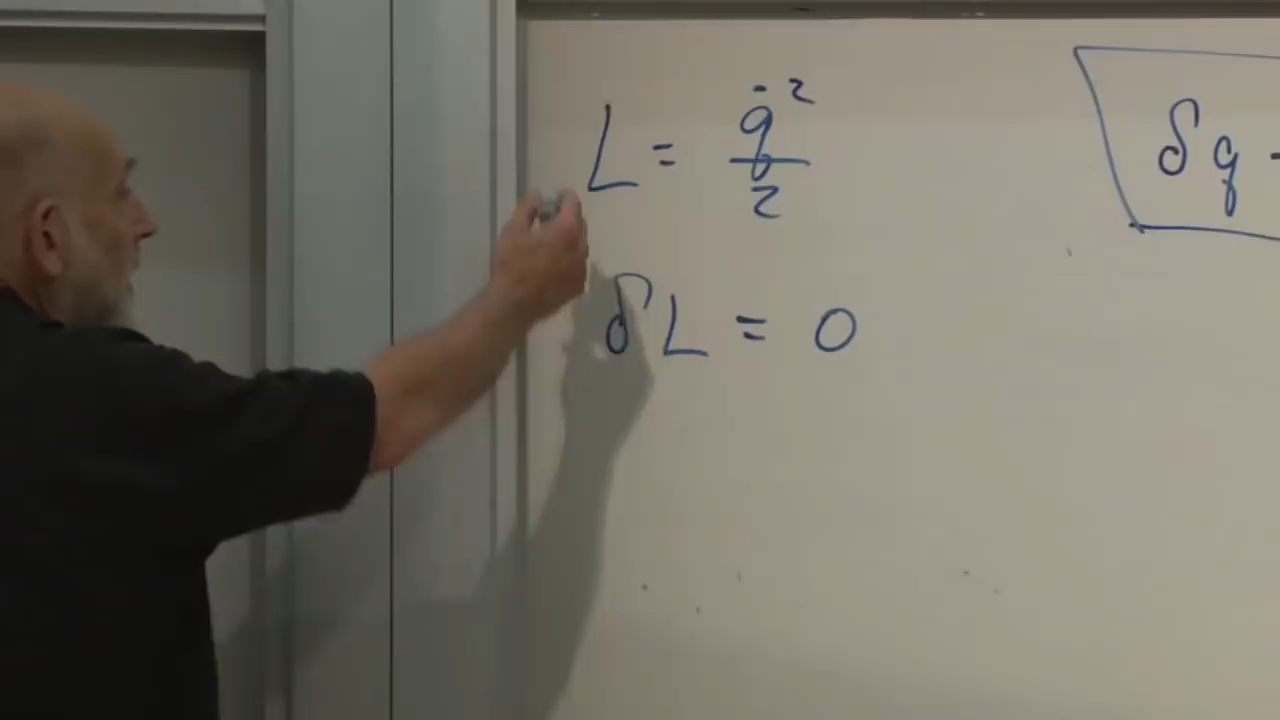 L = q̇² / 2
δq -
δL = 0